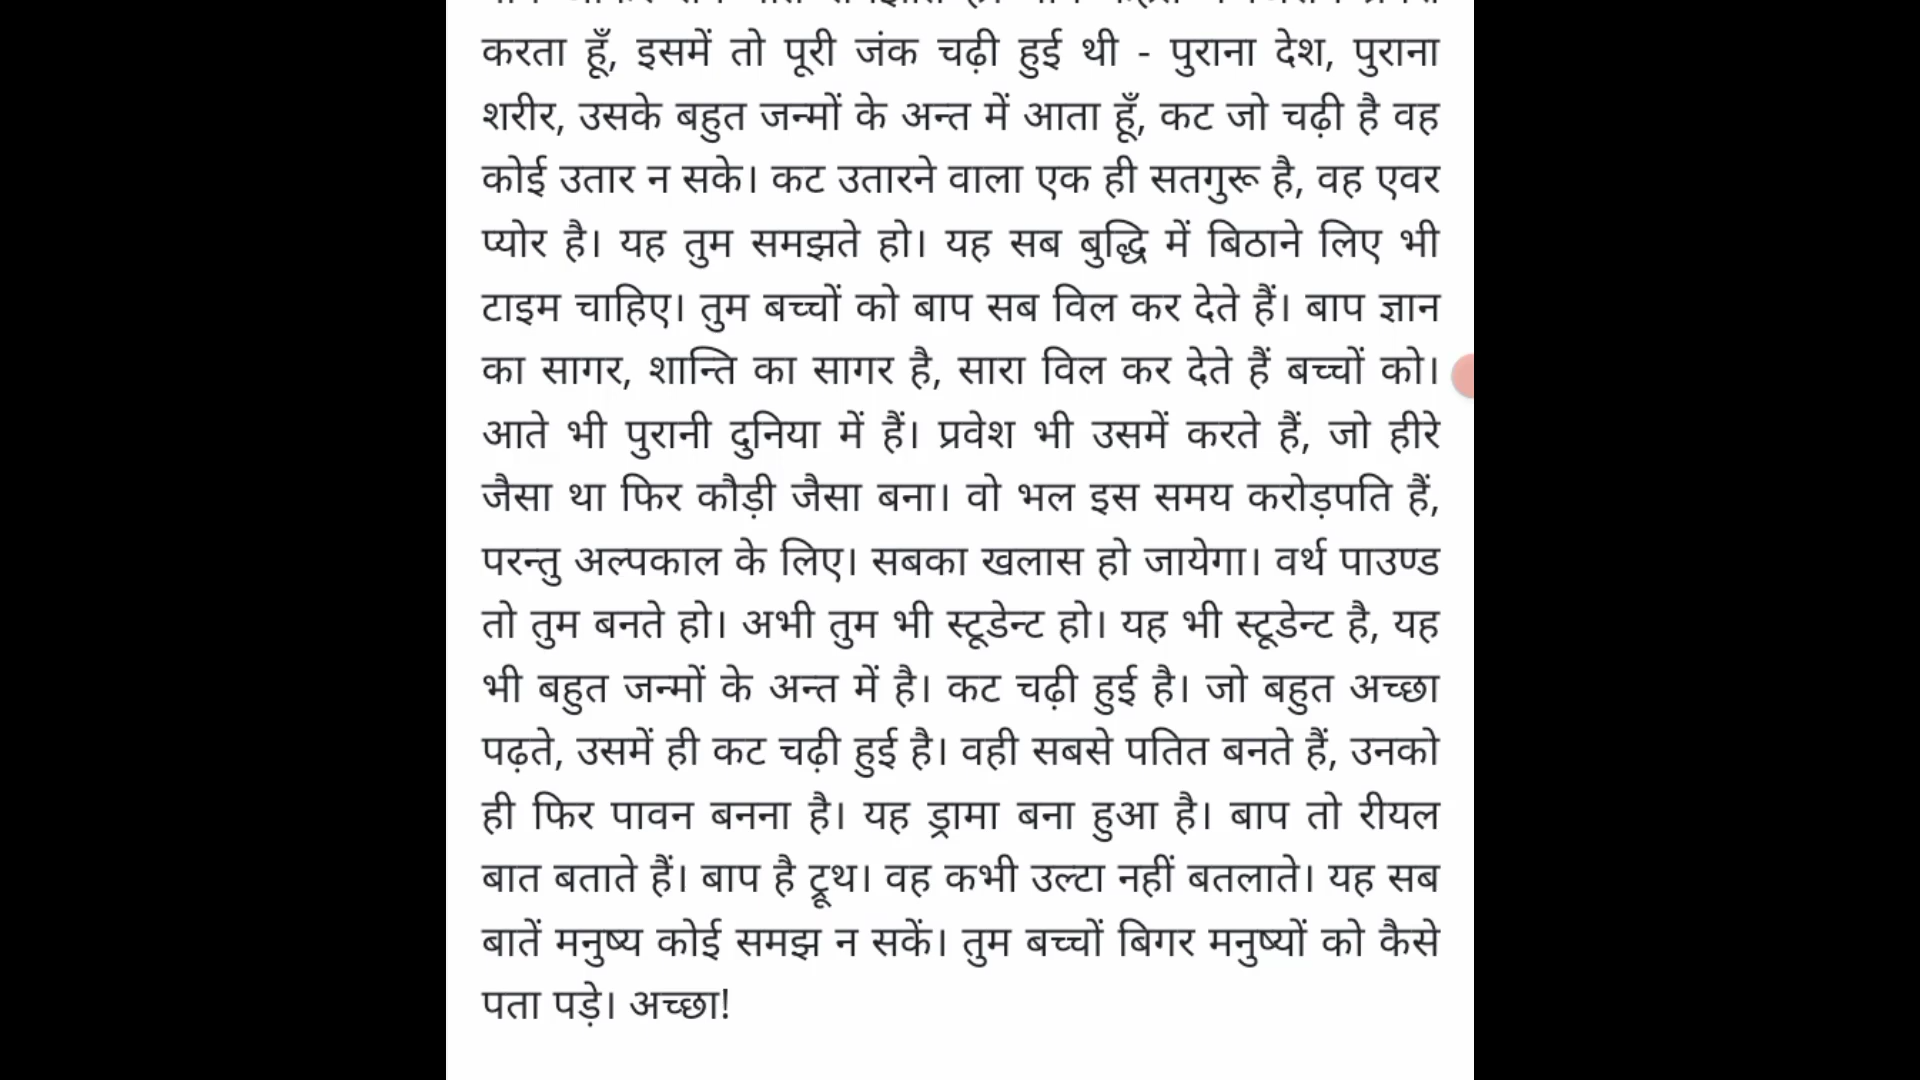 करता हूँ, इसमें तो पूरी जंक चढ़ी हुई थी - पुराना देश, पुराना
शरीर, उसके बहुत जन्मों के अन्त में आता हूँ, कट जो चढ़ी है वह
कोई उतार न सके। कट उतारने वाला एक ही सतगुरू है, वह एवर
प्योर है। यह तुम समझते हो। यह सब बुद्धि में बिठाने लिए भी
टाइम चाहिए। तुम बच्चों को बाप सब विल कर देते हैं। बाप ज्ञान
का सागर, शान्ति का सागर है, सारा विल कर देते हैं बच्चों को।
आते भी पुरानी दुनिया में हैं। प्रवेश भी उसमें करते हैं, जो हीरे
जैसा था फिर कौड़ी जैसा बना। वो भल इस समय करोड़पति हैं,
परन्तु अल्पकाल के लिए। सबका खलास हो जायेगा। वर्थ पाउण्ड
तो तुम बनते हो। अभी तुम भी स्टूडेन्ट हो। यह भी स्टूडेन्ट है, यह
भी बहुत जन्मों के अन्त में है। कट चढ़ी हुई है। जो बहुत अच्छा
पढ़ते, उसमें ही कट चढ़ी हुई है। वही सबसे पतित बनते हैं, उनको
ही फिर पावन बनना है। यह ड्रामा बना हुआ है। बाप तो रीयल
बात बताते हैं। बाप है ट्रूथ। वह कभी उल्टा नहीं बतलाते। यह सब
बातें मनुष्य कोई समझ न सकें। तुम बच्चों बिगर मनुष्यों को कैसे
पता पड़े। अच्छा!